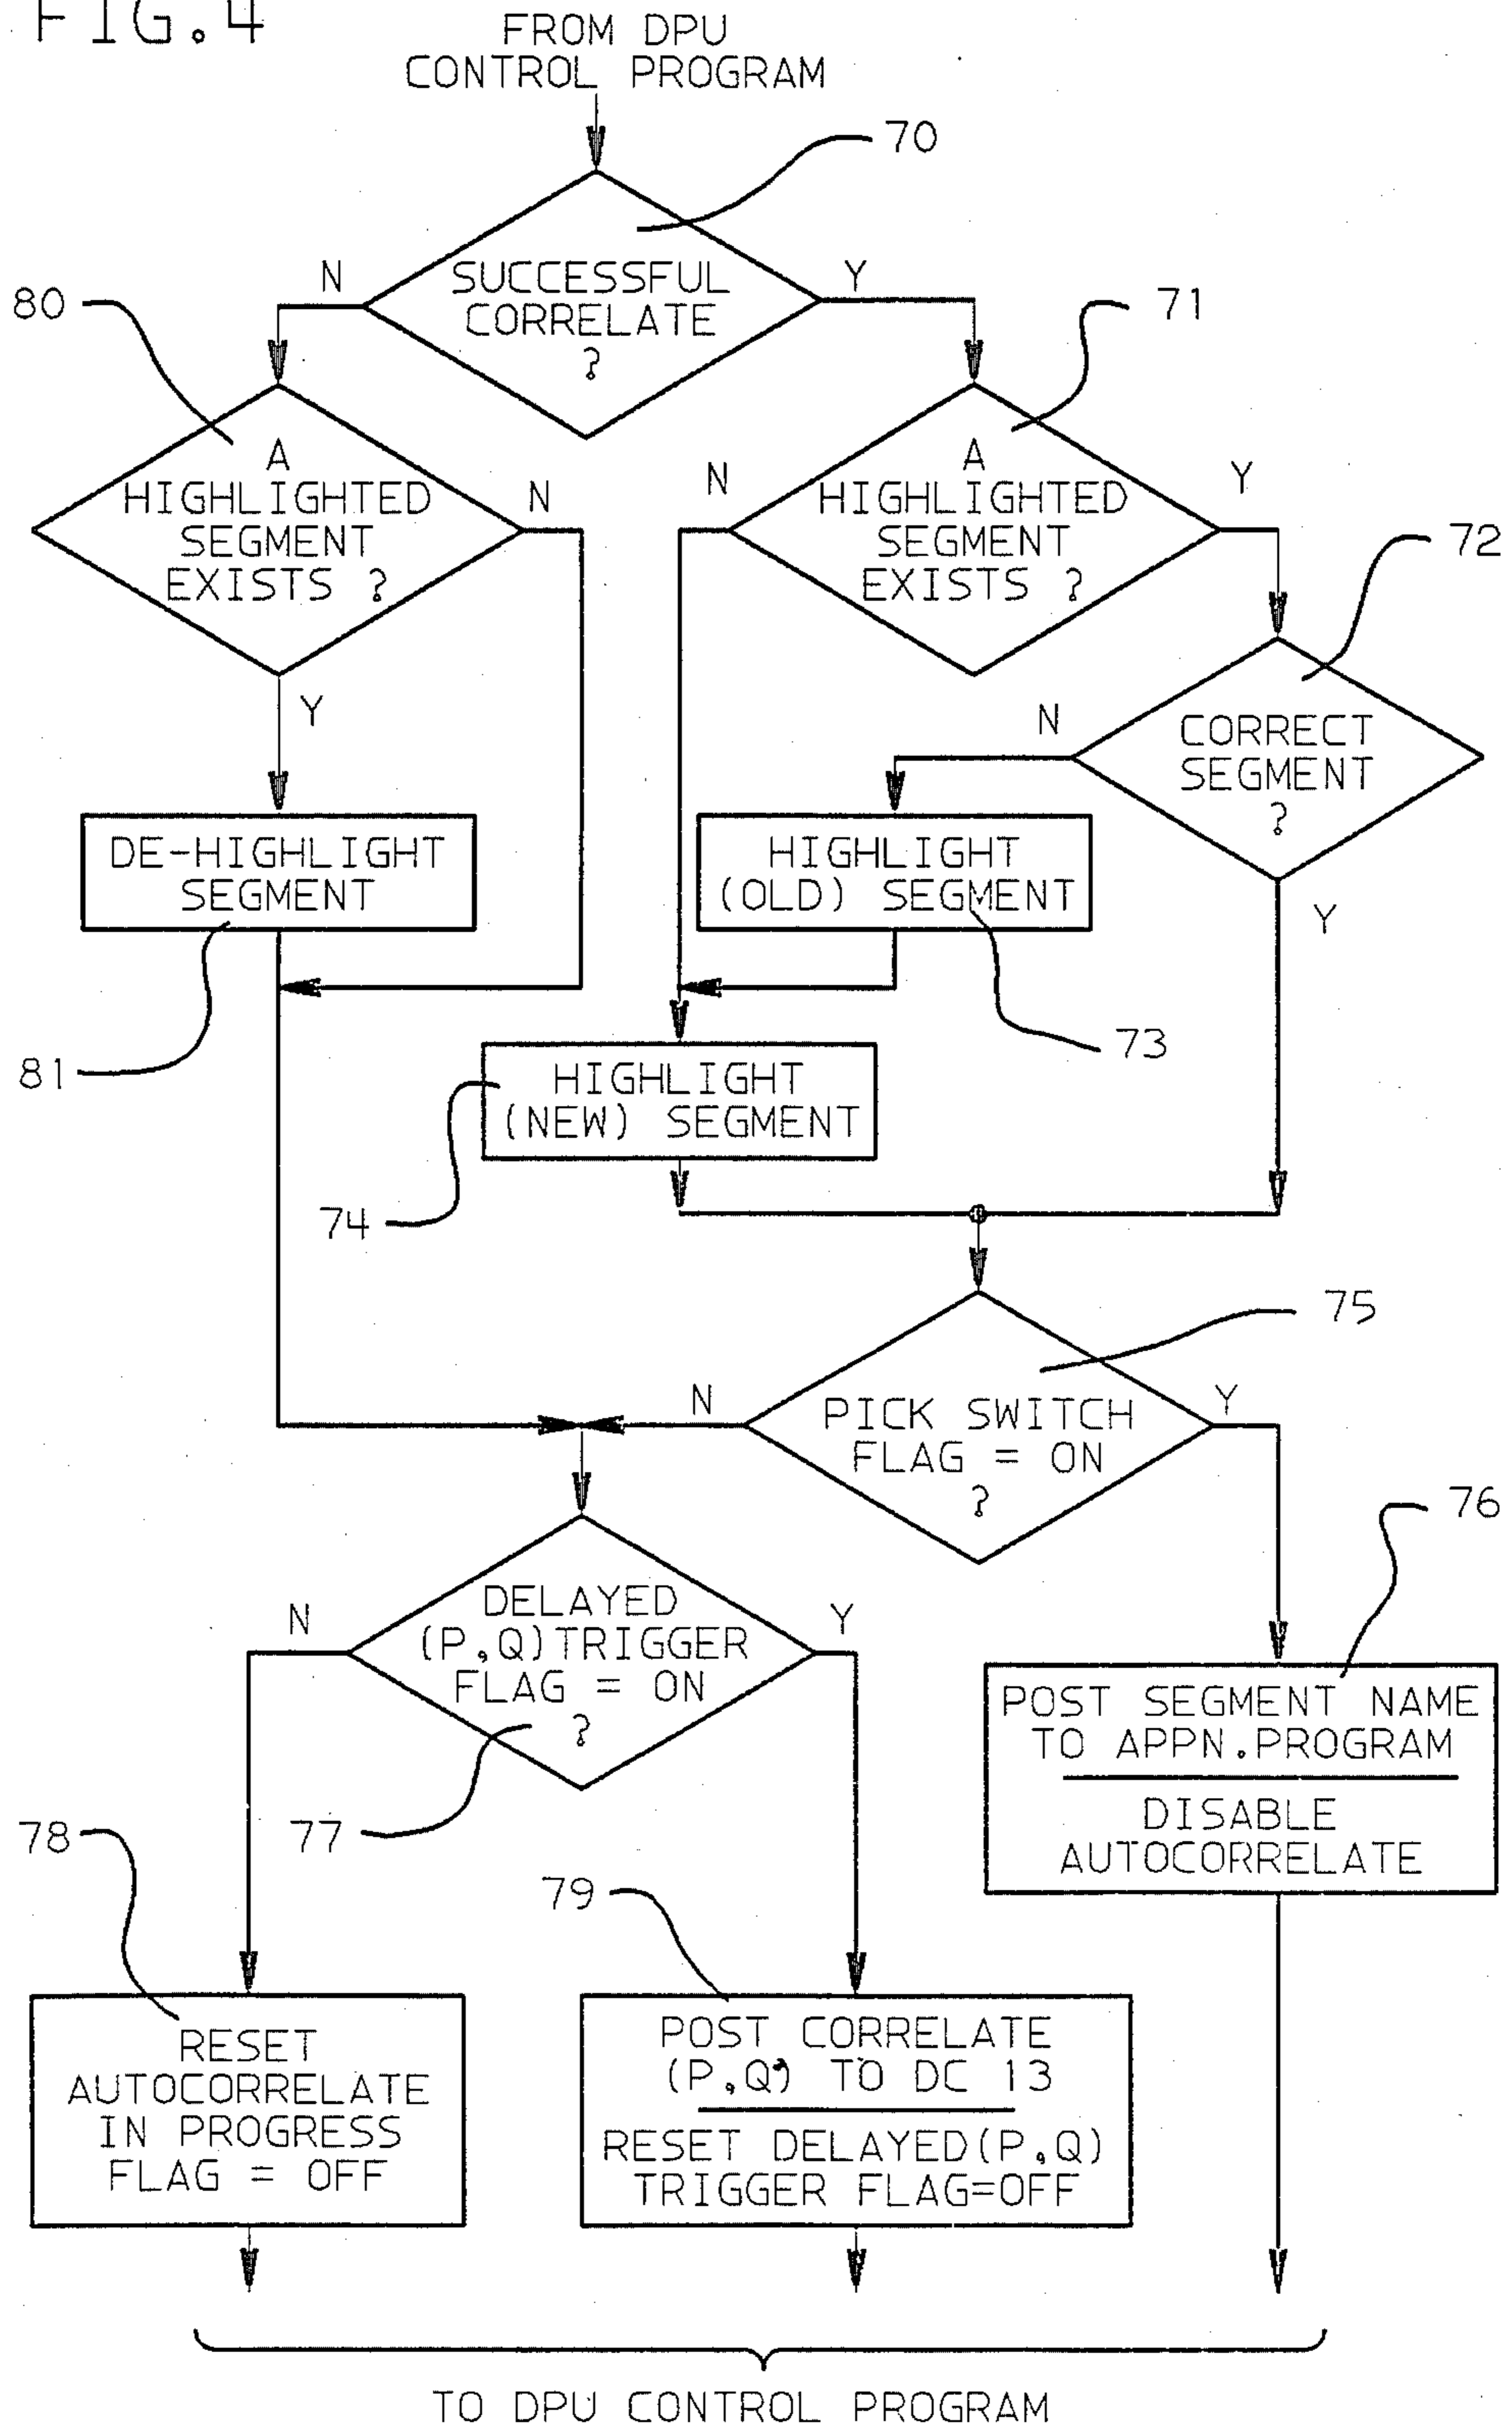 FIG.4
FROM DPU
CONTROL PROGRAM
70
N
SUCCESSFUL
CORRELATE
?
Y
80
71
A
HIGHLIGHTED
SEGMENT
EXISTS ?
N
N
A
HIGHLIGHTED
SEGMENT
EXISTS ?
Y
72
Y
N
CORRECT
SEGMENT
?
DE-HIGHLIGHT
SEGMENT
HIGHLIGHT
(OLD) SEGMENT
Y
81
73
HIGHLIGHT
(NEW) SEGMENT
74
75
N
PICK SWITCH
FLAG = ON
?
Y
76
N
DELAYED
(P,Q)TRIGGER
FLAG = ON
?
Y
POST SEGMENT NAME
TO APPN.PROGRAM
DISABLE
AUTOCORRELATE
78
77
79
RESET
AUTOCORRELATE
IN PROGRESS
FLAG = OFF
POST CORRELATE
(P,Q) TO DC 13
RESET DELAYED(P,Q)
TRIGGER FLAG=OFF
TO DPU CONTROL PROGRAM